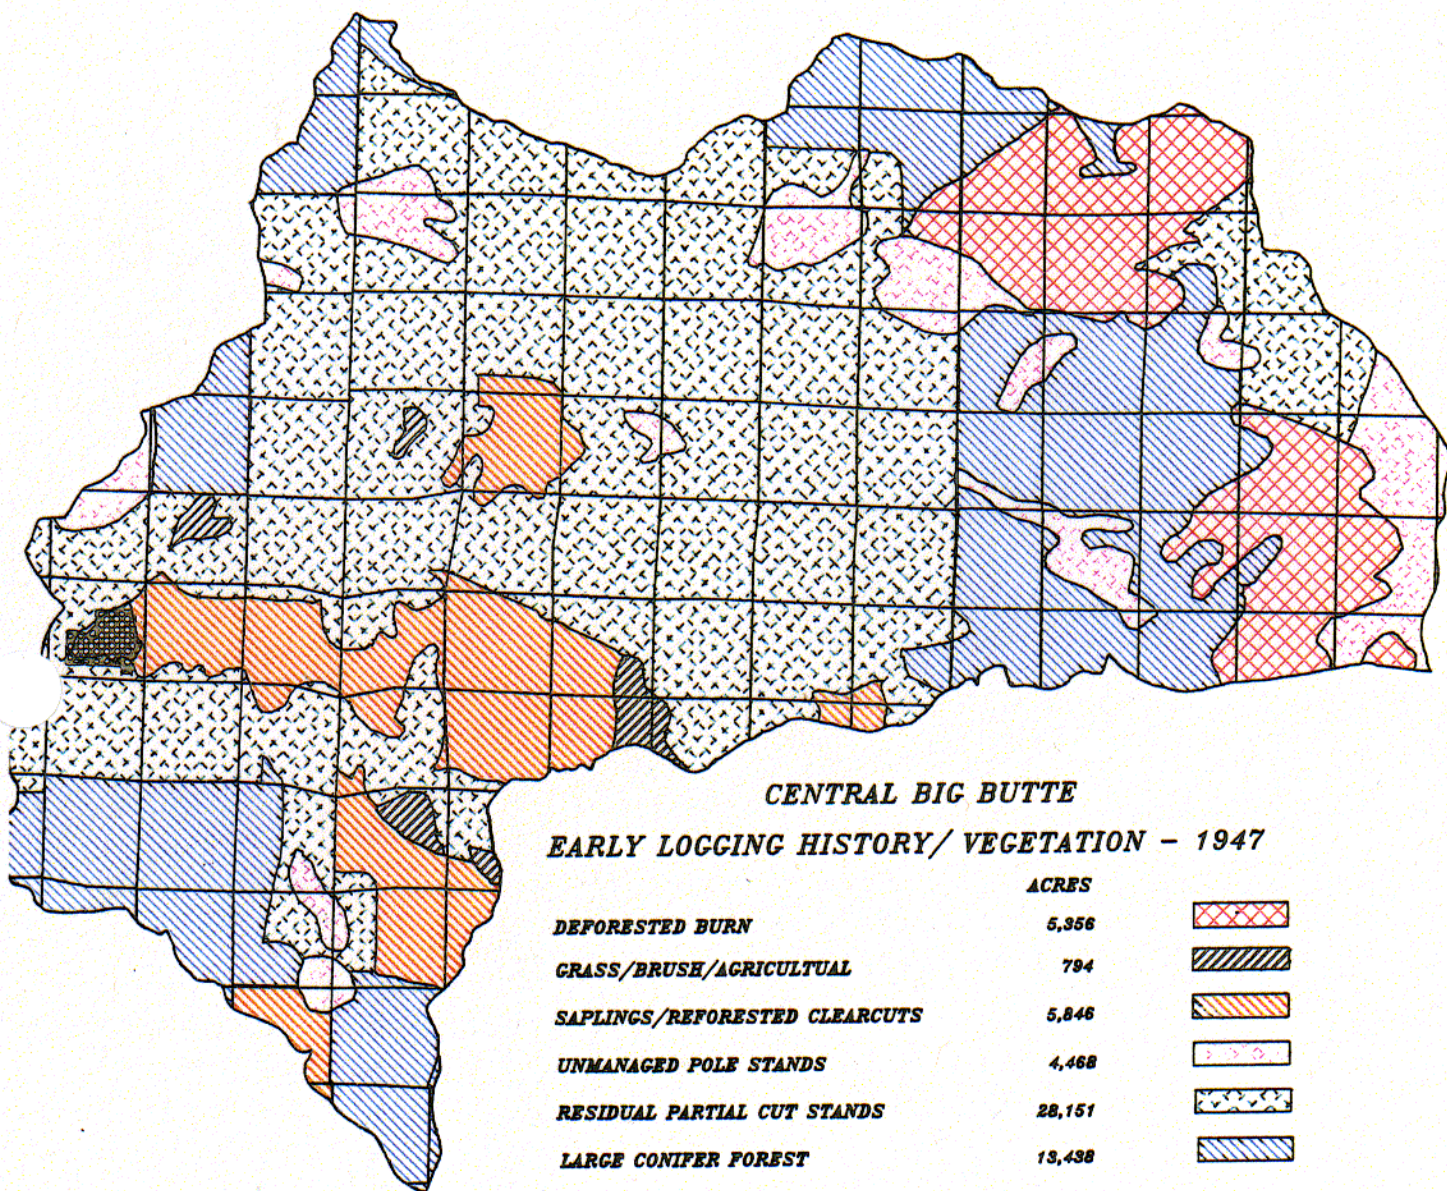 CENTRAL BIG BUTTE
EARLY LOGGING HISTORY/ VEGETATION - 1947
ACRES
DEFORESTED BURN 5,356
GRASS/BRUSH/AGRICULTUAL 794
SAPLINGS/REFORESTED CLEARCUTS 5,846
UNMANAGED POLE STANDS 4,468
RESIDUAL PARTIAL CUT STANDS 28,151
LARGE CONIFER FOREST 13,438